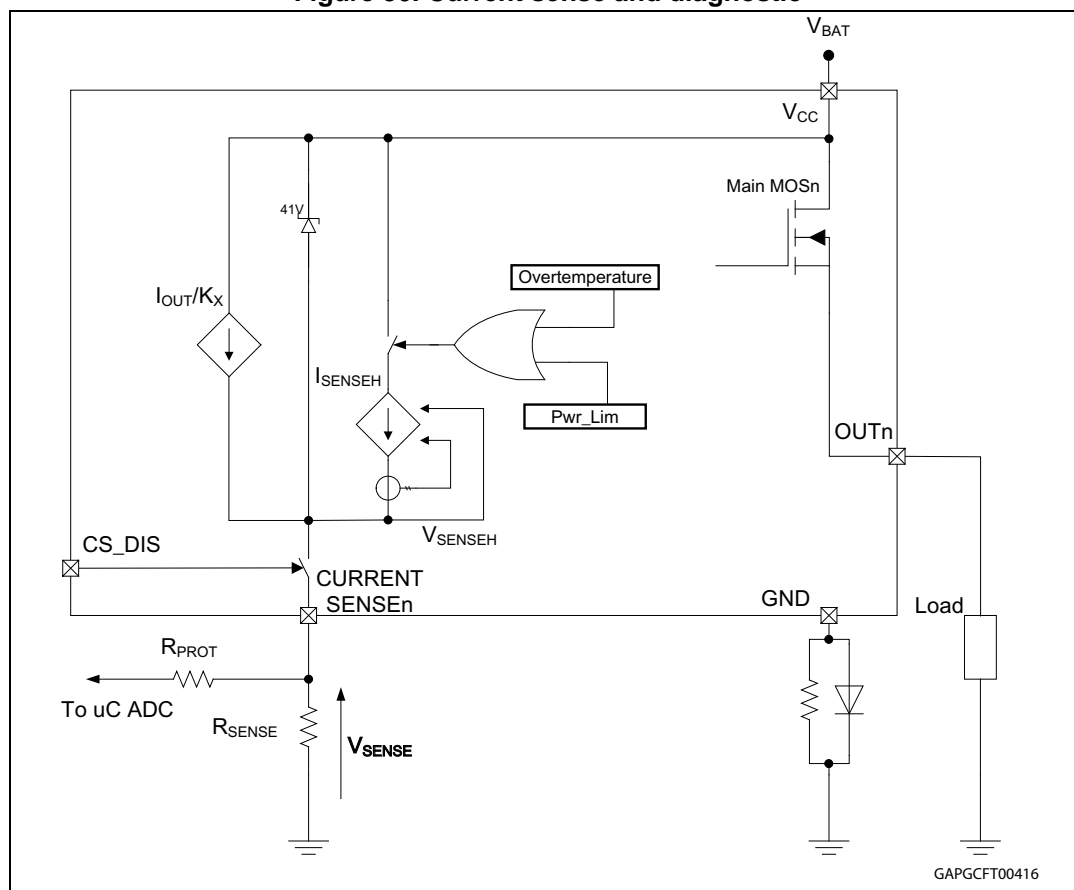 Figure 36. Current sense and diagnostic
VBAT
VCC
Main MOSn
41V
Overtemperature
IOUT/KX
ISENSEH
Pwr_Lim
OUTn
VSENSEH
CS_DIS
CURRENT
SENSEn
GND
Load
RPROT
To uC ADC
RSENSE
VSENSE
GAPGCFT00416